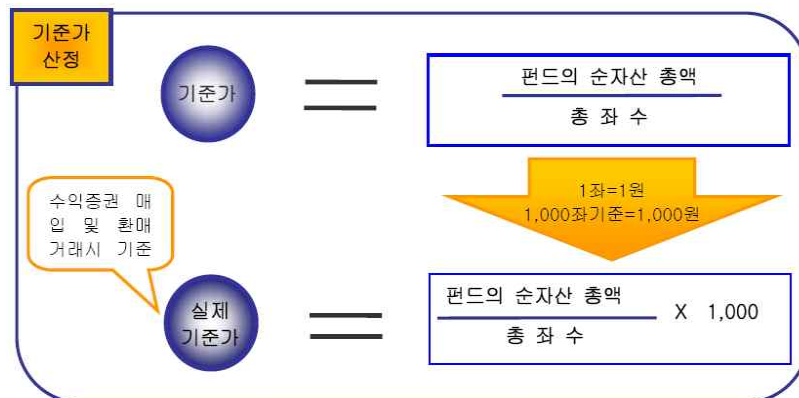 기준가
산정
기준가
펀드의 순자산 총액
총 좌 수
1좌=1원
1,000좌기준=1,000원
수익증권 매
입 및 환매
거래시 기준
실제
기준가
펀드의 순자산 총액
총 좌 수
X 1,000